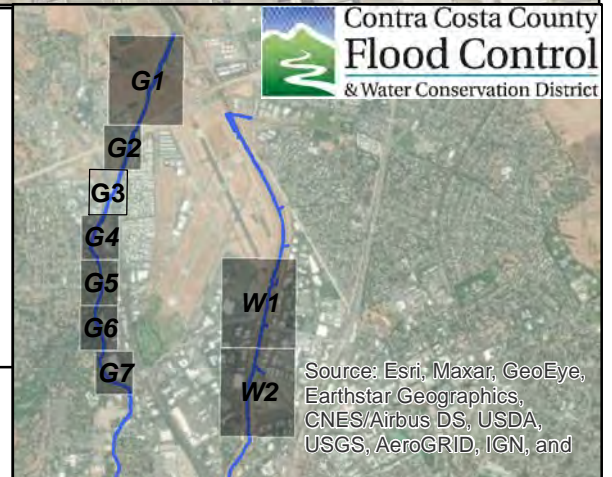 Contra Costa County
Flood Control
& Water Conservation District
G1
G2
G3
G4
G5
G6
G7
W1
W2
Source: Esri, Maxar, GeoEye,
Earthstar Geographics,
CNES/Airbus DS, USDA,
USGS, AeroGRID, IGN, and